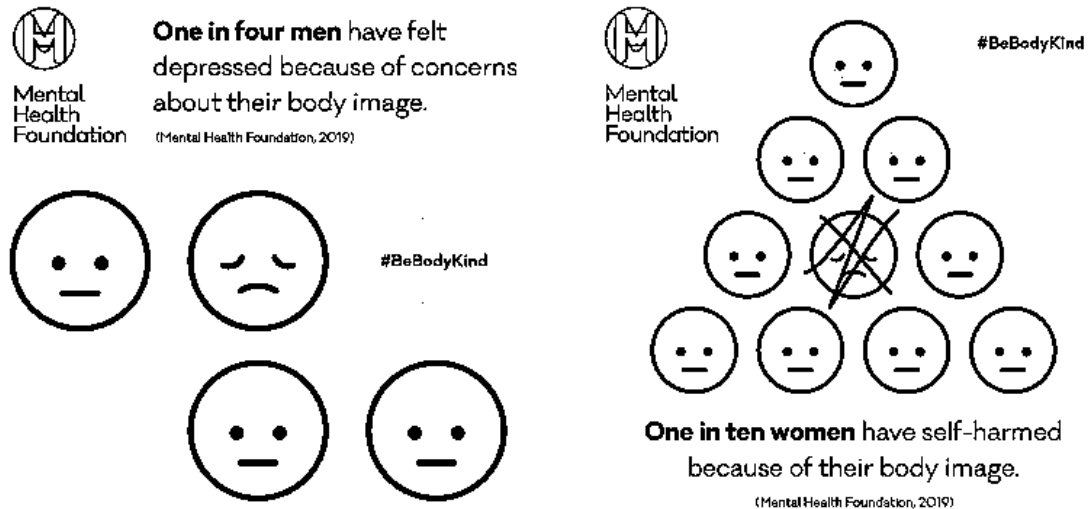 Mental
Health
Foundation
One in four men have felt
depressed because of concerns
about their body image.
(Mental Health Foundation, 2019)
#BeBodyKind
Mental
Health
Foundation
#BeBodyKind
One in ten women have self-harmed
because of their body image.
(Mental Health Foundation, 2019)